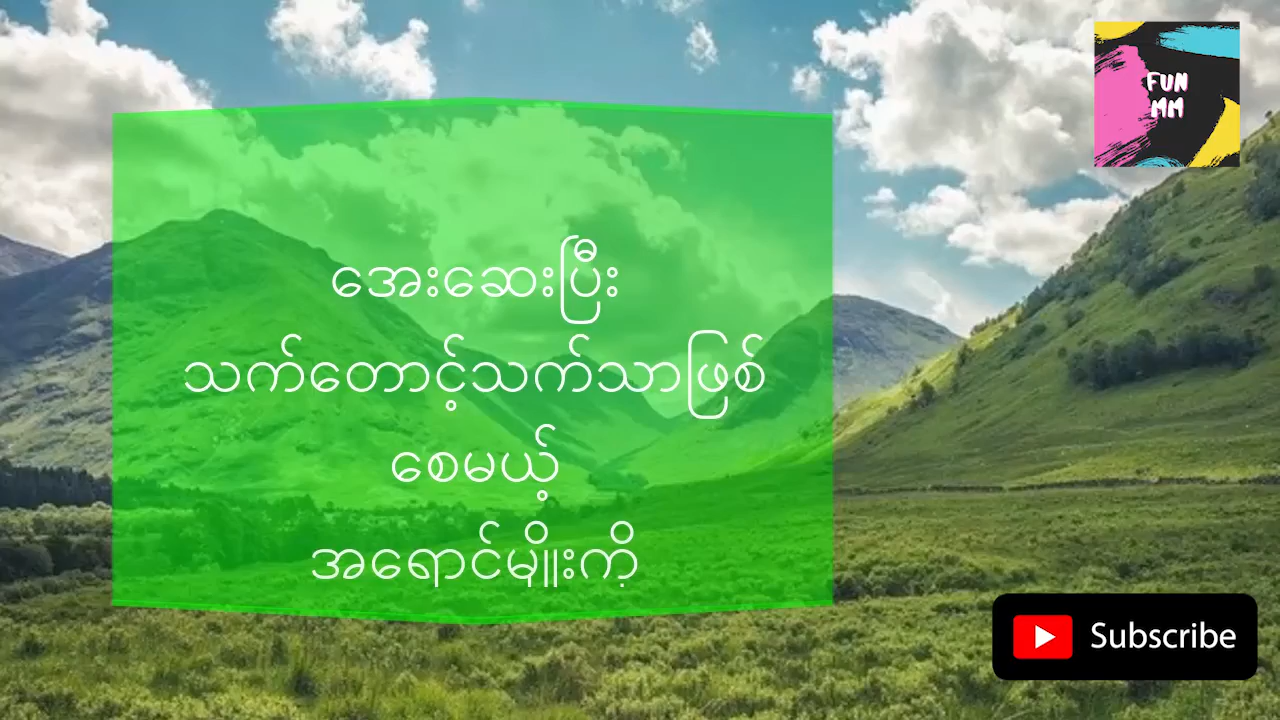 FUN
MM
အေးဆေးပြီး
သက်တောင့်သက်သာဖြစ်
စေမယ့်
အရောင်မျိုးကို
Subscribe